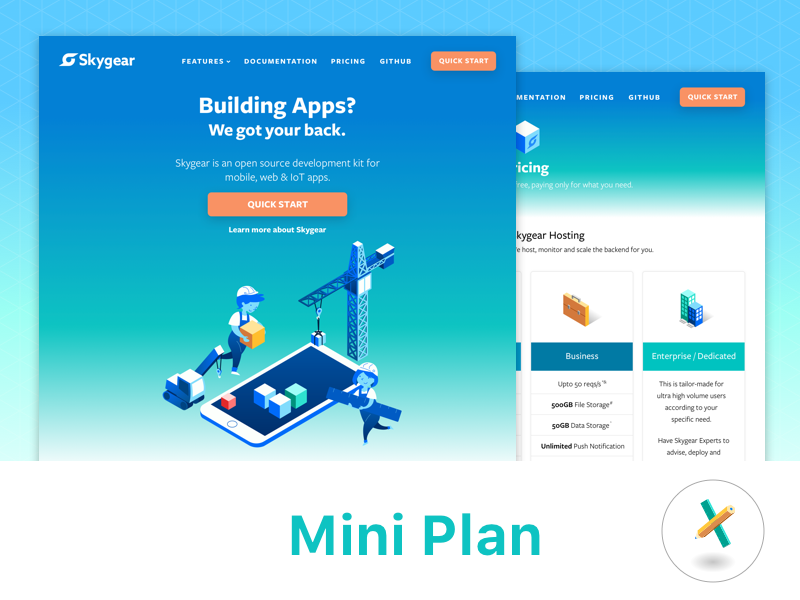 Skygear
FEATURES
DOCUMENTATION
PRICING
GITHUB
QUICK START
Building Apps?
We got your back.
Skygear is an open source development kit for
mobile, web & IoT apps.
QUICK START
Learn more about Skygear
MENTATION
PRICING
GITHUB
QUICK START
ricing
free, paying only for what you need.
kygear Hosting
e host, monitor and scale the backend for you.
Business
Upto 50 reqs/s
500GB File Storage
50GB Data Storage
Unlimited Push Notification
Enterprise / Dedicated
This is tailor-made for
ultra high volume users
according to your
specific need.
Have Skygear Experts to
advise, deploy and
Mini Plan